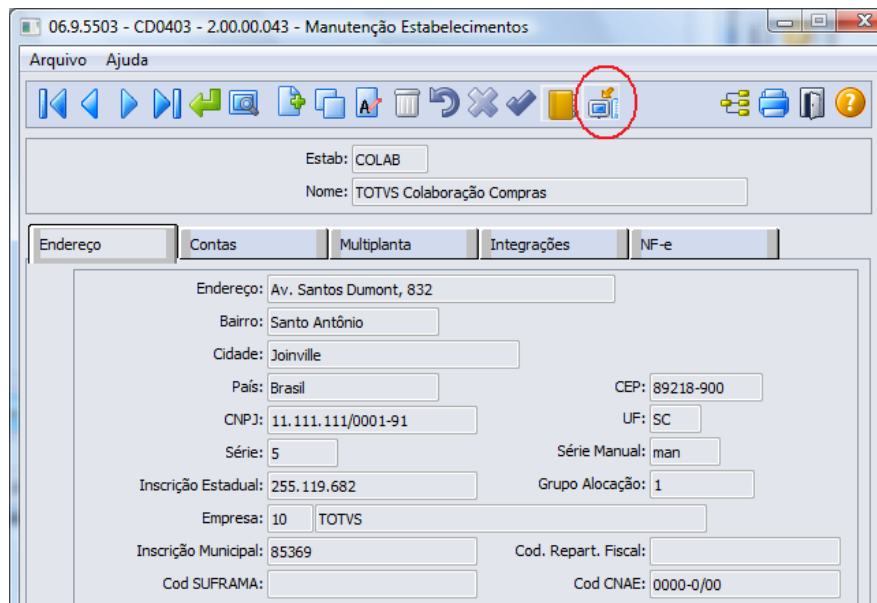 06.9.5503 - CD0403 - 2.00.00.043 - Manutenção Estabelecimentos
Arquivo Ajuda
Estab: COLAB
Nome: TOTVS Colaboração Compras
Endereço Contas Multiplanta Integrações NF-e
Endereço: Av. Santos Dumont, 832
Bairro: Santo Antônio
Cidade: Joinville
País: Brasil CEP: 89218-900
CNPJ: 11.111.111/0001-91 UF: SC
Série: 5 Série Manual: man
Inscrição Estadual: 255.119.682 Grupo Alocação: 1
Empresa: 10 TOTVS
Inscrição Municipal: 85369 Cod. Repart. Fiscal:
Cod SUFRAMA: Cod CNAE: 0000-0/00